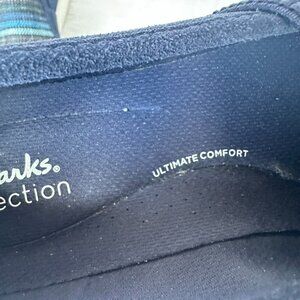 arks®
ection
ULTIMATE COMFORT